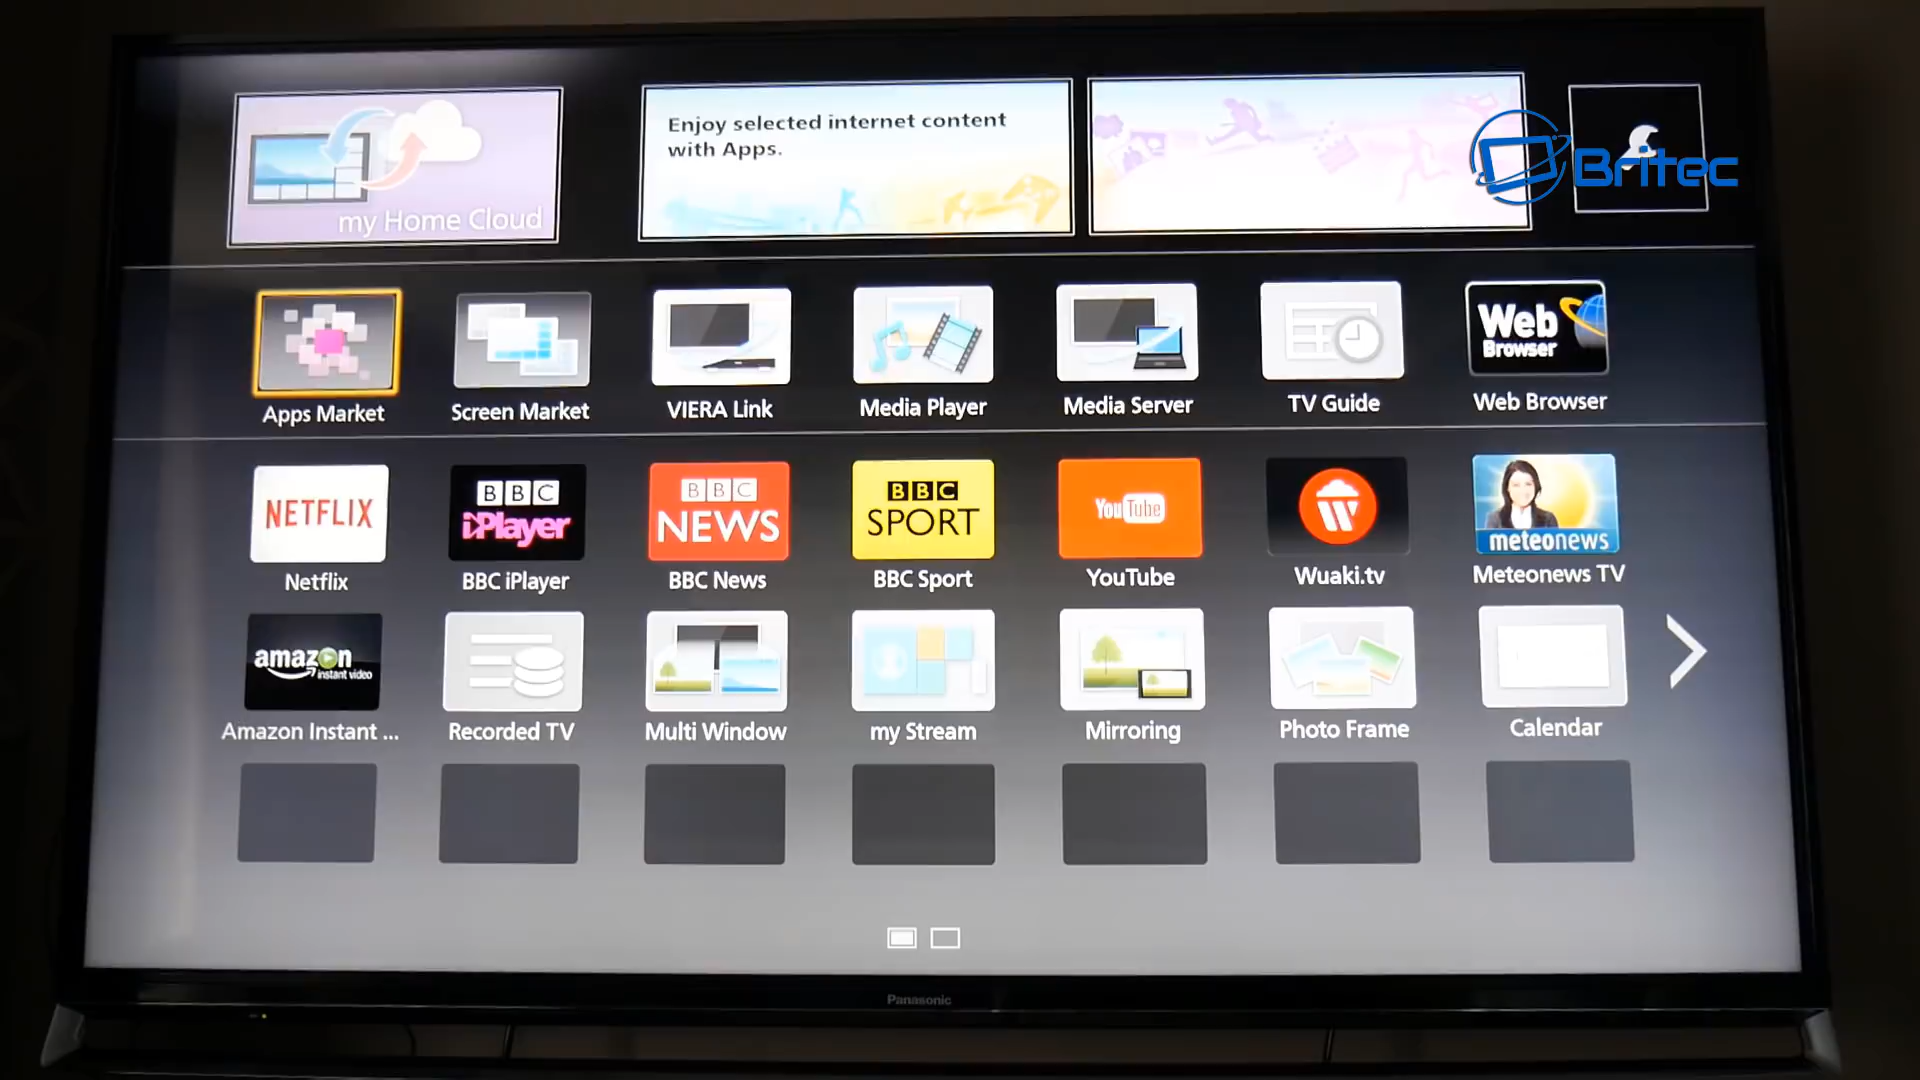 my Home Cloud
Enjoy selected internet content
with Apps.
Britec
Web
Browser
Apps Market
Screen Market
VIERA Link
Media Player
Media Server
TV Guide
Web Browser
NETFLIX
BBC
iPlayer
BBC
NEWS
BBC
SPORT
YouTube
meteonews
Netflix
BBC iPlayer
BBC News
BBC Sport
YouTube
Wuaki.tv
Meteonews TV
amazon
instant video
Amazon Instant ...
Recorded TV
Multi Window
my Stream
Mirroring
Photo Frame
Calendar
Panasonic